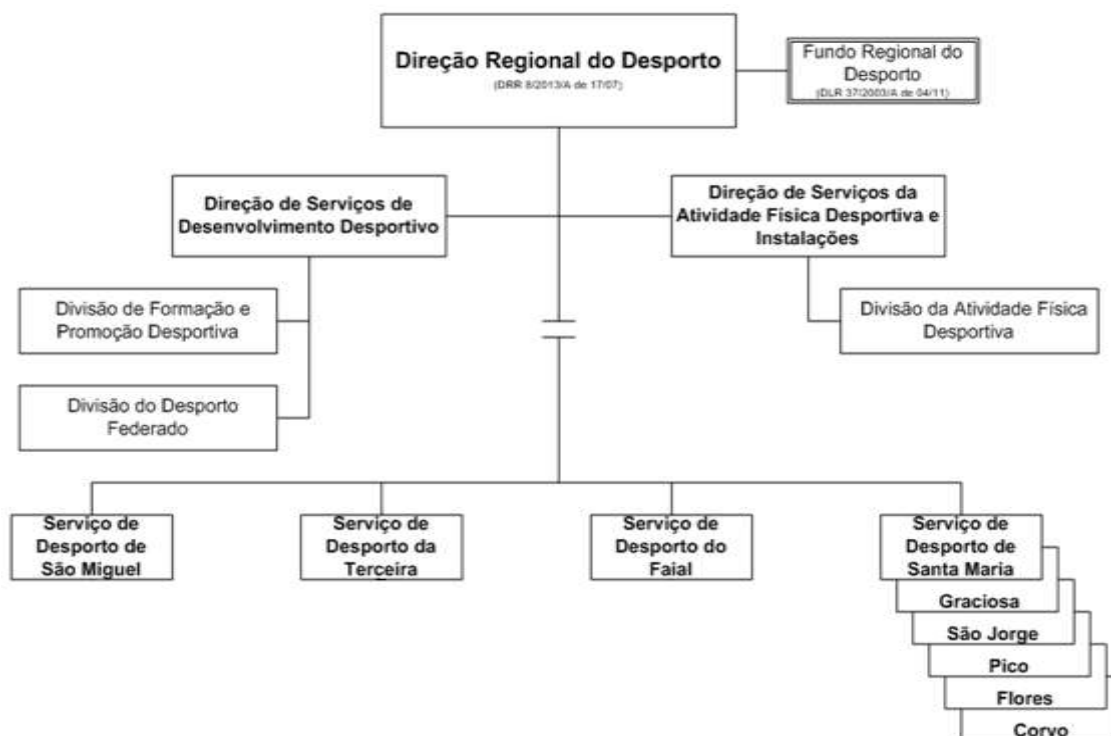 Direção Regional do Desporto
(DRR 8/2013/A de 17/07)
Fundo Regional do
Desporto
(DLR 37/2003/A de 04/11)
Direção de Serviços de
Desenvolvimento Desportivo
Direção de Serviços da
Atividade Física Desportiva e
Instalações
Divisão de Formação e
Promoção Desportiva
Divisão da Atividade Física
Desportiva
Divisão do Desporto
Federado
Serviço de
Desporto de
São Miguel
Serviço de
Desporto da
Terçeira
Serviço de
Desporto do
Faial
Serviço de
Desporto de
Santa Maria
Graciosa
São Jorge
Pico
Flores
Corvo